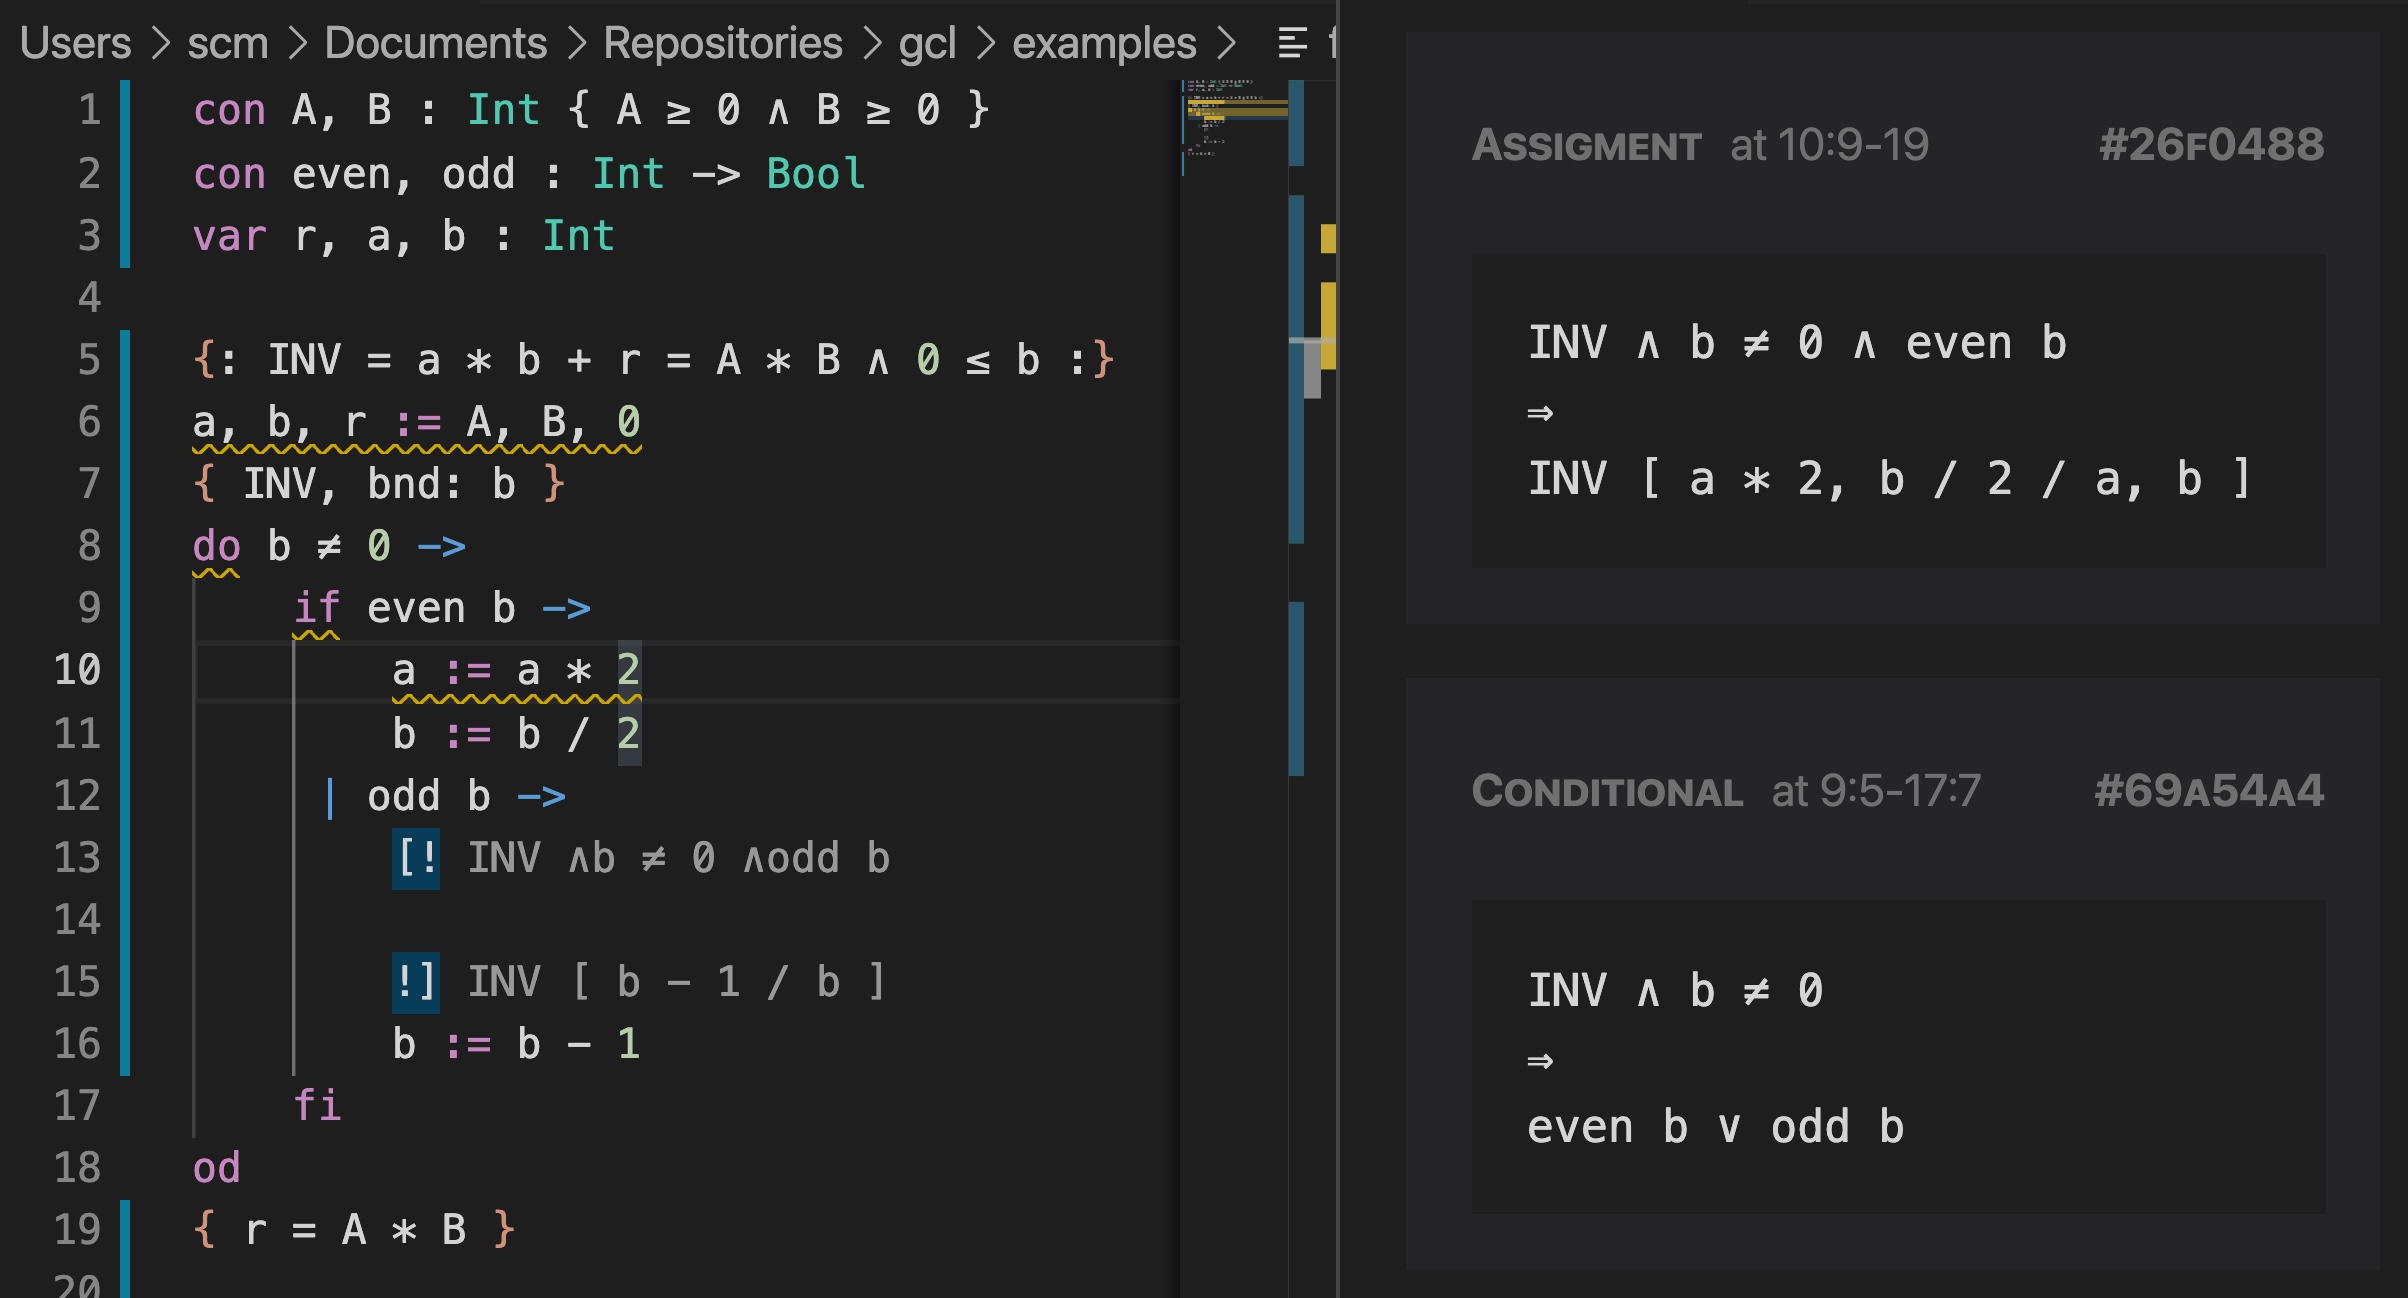 Users > scm > Documents > Repositories > gcl > examples >
1 con A, B : Int { A ≥ 0 ∧ B ≥ 0 }
2 con even, odd : Int -> Bool
3 var r, a, b : Int
4
5 {: INV = a * b + r = A * B ∧ 0 ≤ b :}
6 a, b, r := A, B, 0
7 { INV, bnd: b }
8 do b ≠ 0 ->
9 if even b ->
10 a := a * 2
11 b := b / 2
12 | odd b ->
13 [! INV ∧b ≠ 0 ∧odd b
14
15 !] INV [ b − 1 / b ]
16 b := b − 1
17 fi
18 od
19 { r = A * B }
20
ASSIGMENT at 10:9-19 #26F0488
INV ∧ b ≠ 0 ∧ even b
⇒
INV [ a * 2, b / 2 / a, b ]
CONDITIONAL at 9:5-17:7 #69A54A4
INV ∧ b ≠ 0
⇒
even b ∨ odd b